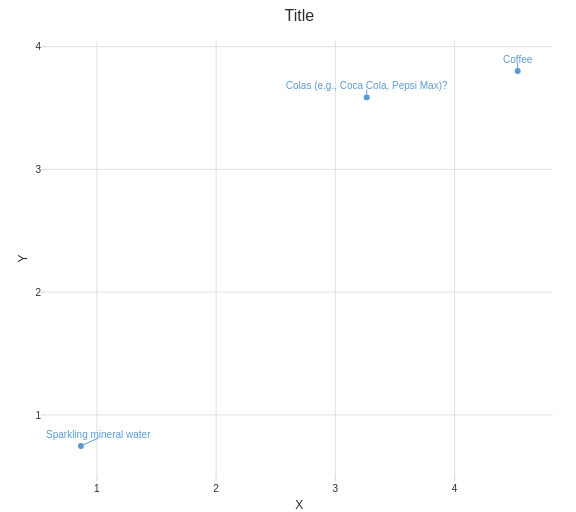 Title
4
Coffee
Colas (e.g., Coca Cola, Pepsi Max)?
3
Y
2
1
Sparkling mineral water
1 2 3 4
X